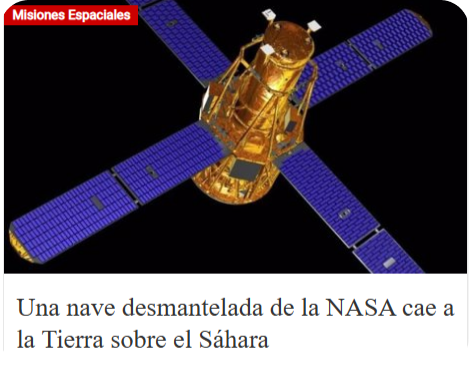 Misiones Espaciales
Una nave desmantelada de la NASA cae a
la Tierra sobre el Sáhara